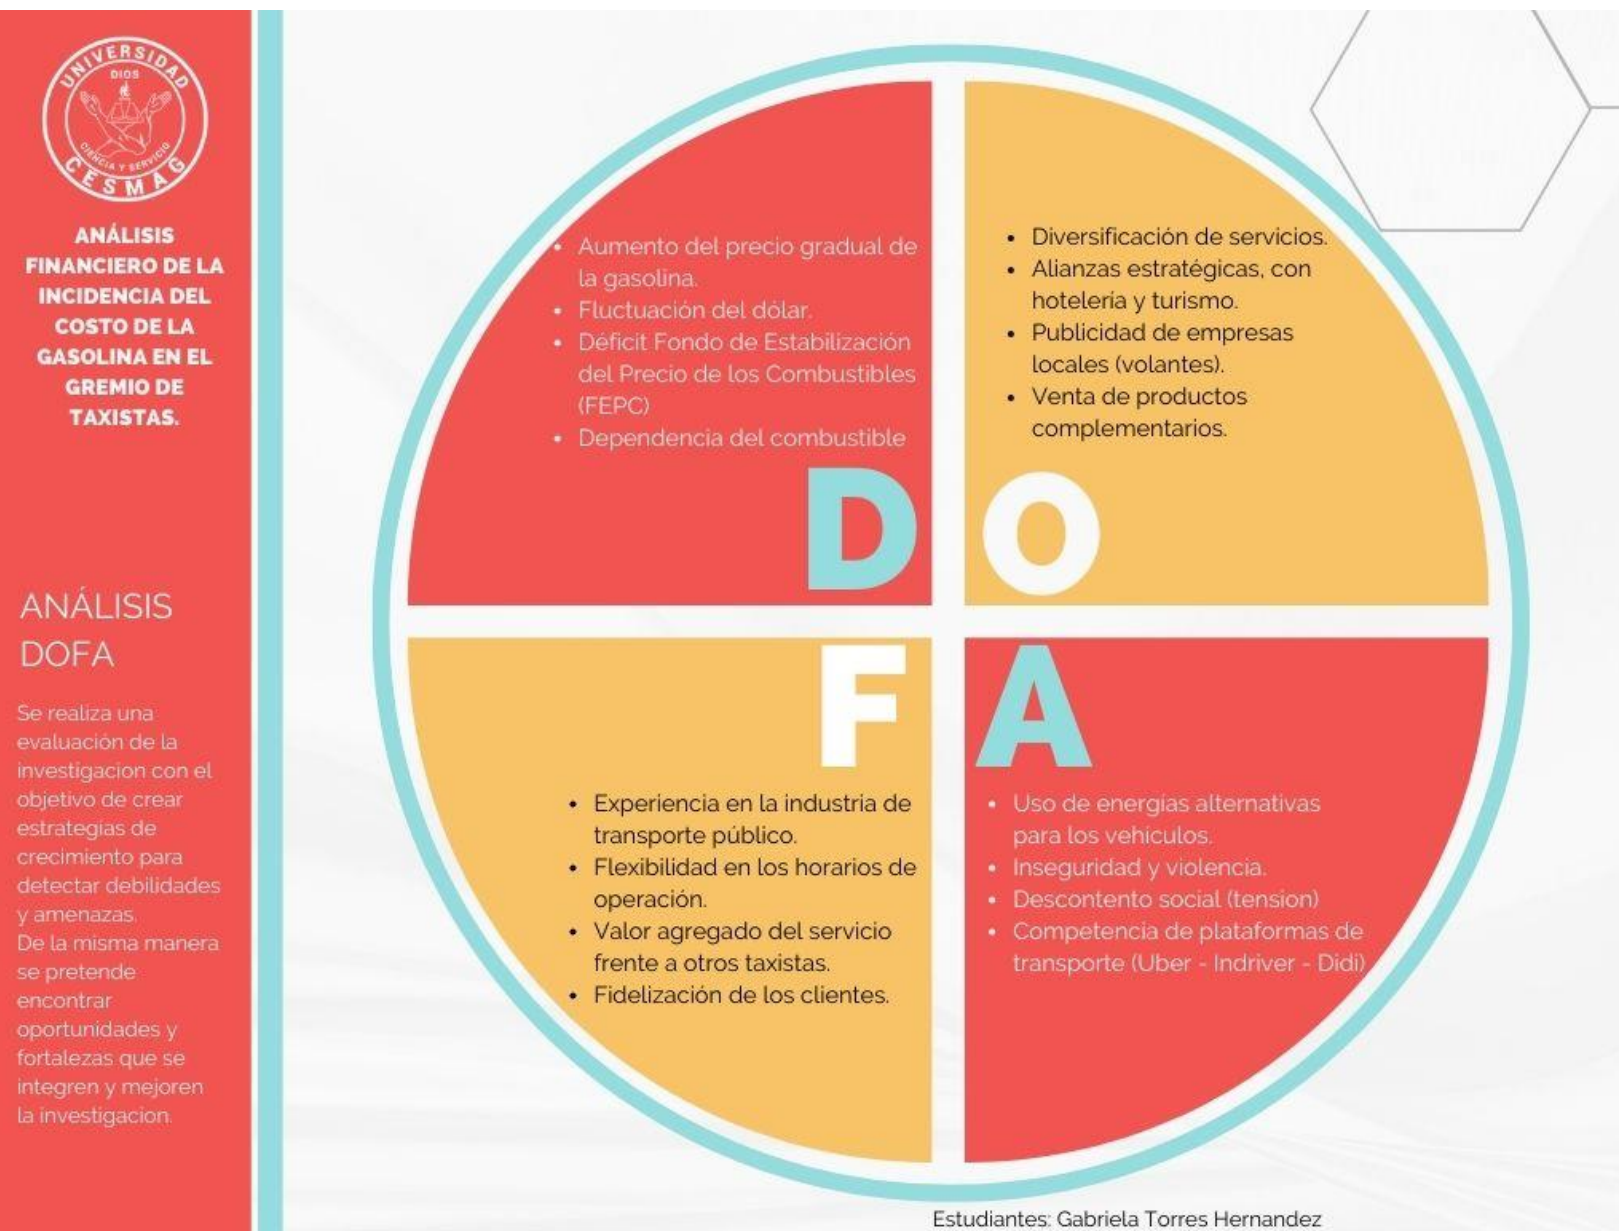 UNIVERSIDAD
DIOS
CIENCIA Y SERVICIO
CESMAG
ANÁLISIS
FINANCIERO DE LA
INCIDENCIA DEL
COSTO DE LA
GASOLINA EN EL
GREMIO DE
TAXISTAS.
ANÁLISIS
DOFA
Se realiza una
evaluación de la
investigacion con el
objetivo de crear
estrategias de
crecimiento para
detectar debilidades
y amenazas.
De la misma manera
se pretende
encontrar
oportunidades y
fortalezas que se
integren y mejoren
la investigacion.
• Aumento del precio gradual de
la gasolina.
• Fluctuación del dólar.
• Déficit Fondo de Estabilización
del Precio de los Combustibles
(FEPC)
• Dependencia del combustible
D
• Diversificación de servicios.
• Alianzas estratégicas, con
hotelería y turismo.
• Publicidad de empresas
locales (volantes).
• Venta de productos
complementarios.
O
F
• Experiencia en la industria de
transporte público.
• Flexibilidad en los horarios de
operación.
• Valor agregado del servicio
frente a otros taxistas.
• Fidelización de los clientes.
A
• Uso de energías alternativas
para los vehículos.
• Inseguridad y violencia.
• Descontento social (tension)
• Competencia de plataformas de
transporte (Uber - Indriver - Didi)
Estudiantes: Gabriela Torres Hernandez